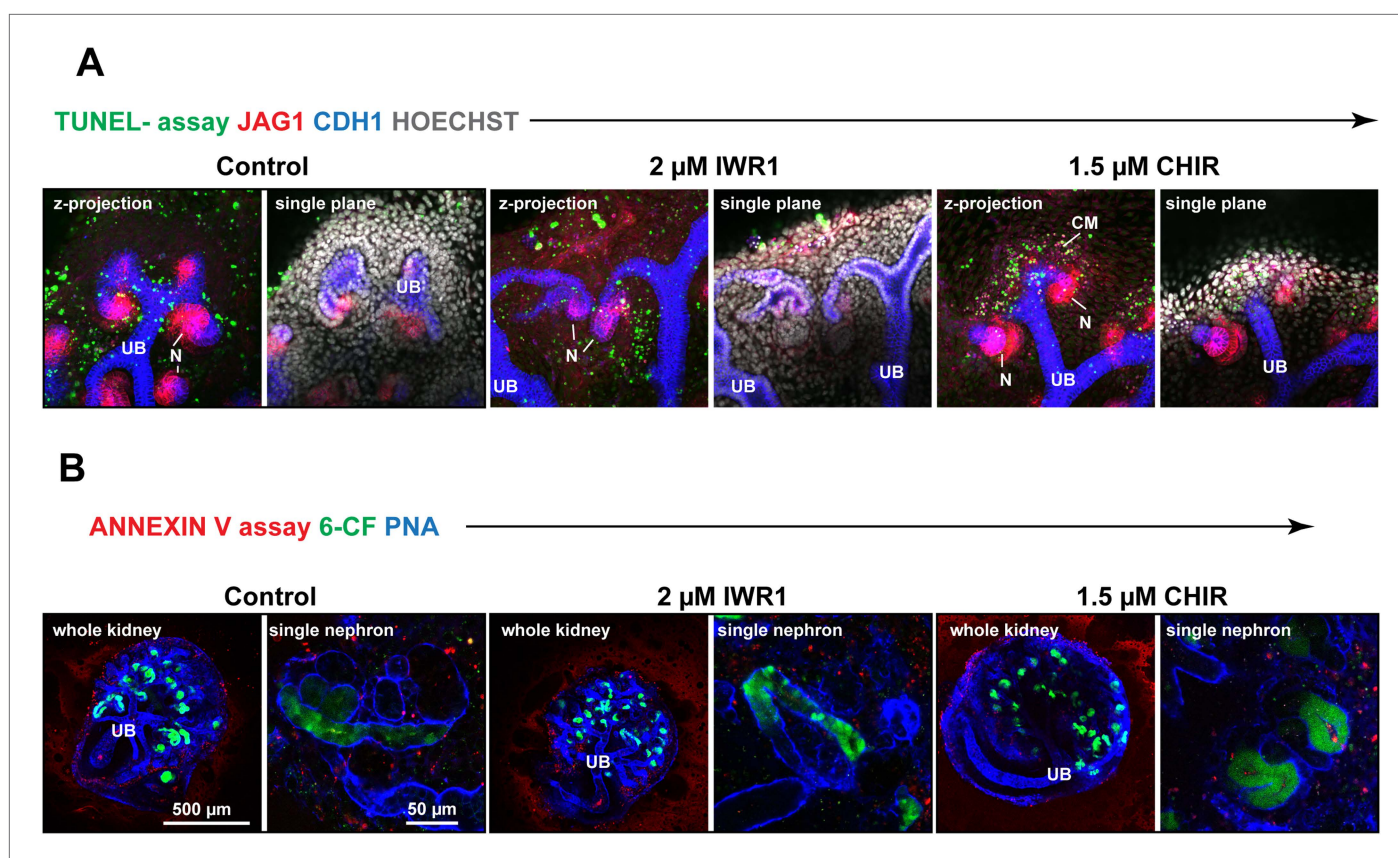 A
TUNEL- assay JAG1 CDH1 HOECHST
Control 2 µM IWR1 1.5 µM CHIR
z-projection single plane z-projection single plane z-projection single plane
CM
UB
N
UB N UB N UB
UB UB N UB
B
ANNEXIN V assay 6-CF PNA
Control 2 µM IWR1 1.5 µM CHIR
whole kidney single nephron whole kidney single nephron whole kidney single nephron
UB UB UB
500 µm 50 µm